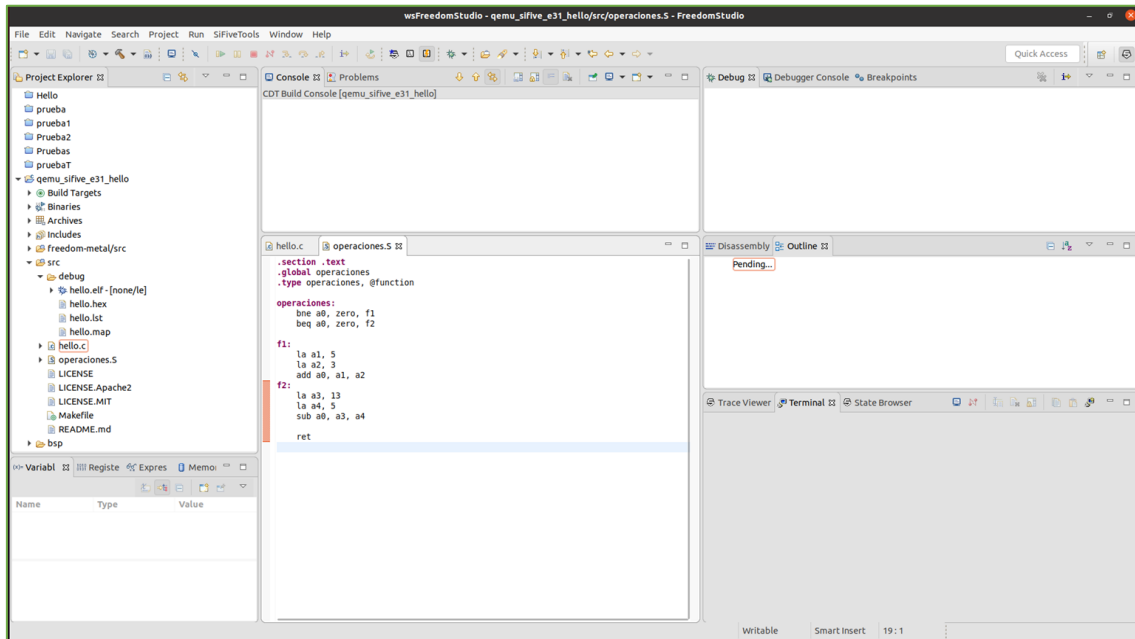 wsFreedomStudio - qemu_sifive_e31_hello/src/operaciones.S - FreedomStudio
File Edit Navigate Search Project Run SiFiveTools Window Help
Quick Access
Project Explorer
Hello
prueba
prueba1
Prueba2
Pruebas
pruebaT
qemu_sifive_e31_hello
Build Targets
Binaries
Archives
Includes
freedom-metal/src
src
debug
hello.elf - [none/le]
hello.hex
hello.lst
hello.map
hello.c
operaciones.S
LICENSE
LICENSE.Apache2
LICENSE.MIT
Makefile
README.md
bsp
Variabl Registe Expres Memoi
Name Type Value
Console Problems
CDT Build Console [qemu_sifive_e31_hello]
hello.c operaciones.S
.section .text
.global operaciones
.type operaciones, @function
operaciones:
bne a0, zero, f1
beq a0, zero, f2
f1:
la a1, 5
la a2, 3
add a0, a1, a2
f2:
la a3, 13
la a4, 5
sub a0, a3, a4
ret
Debug Debugger Console Breakpoints
Disassembly Outline
Pending...
Trace Viewer Terminal State Browser
Writable Smart Insert 19 : 1